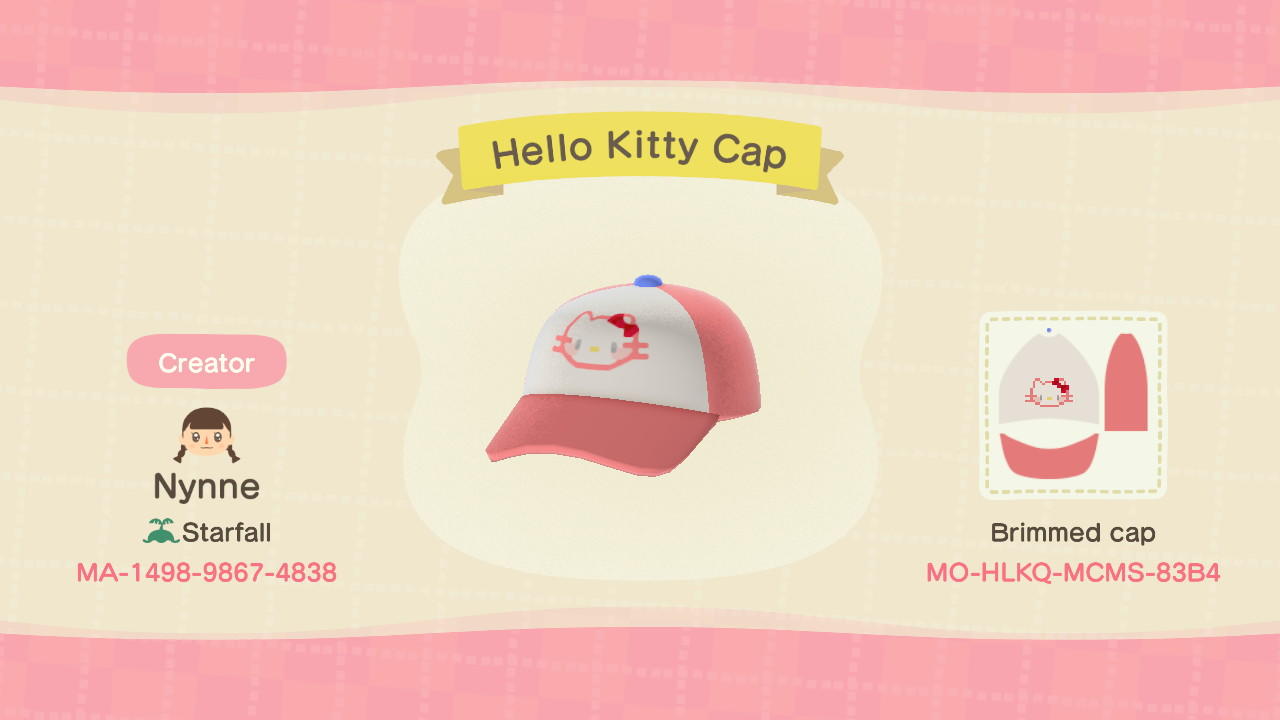 Hello Kitty Cap
Creator
Nynne
Starfall
MA-1498-9867-4838
Brimmed cap
MO-HLKQ-MCMS-83B4